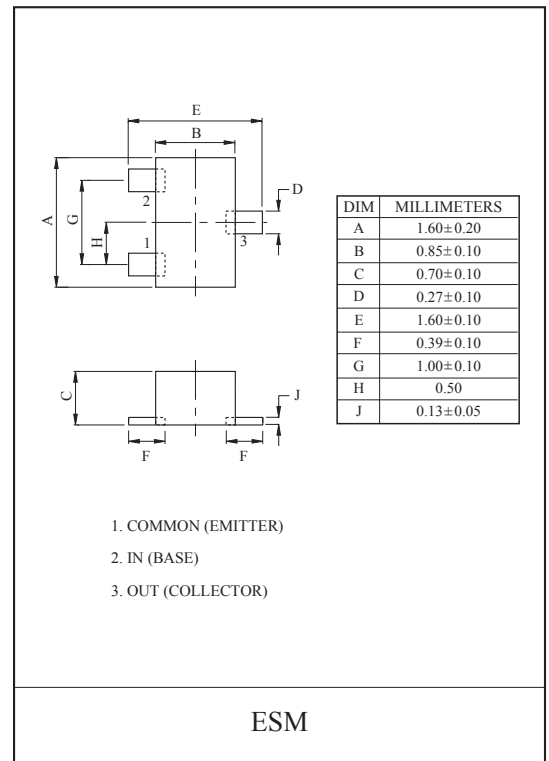 E
B
D
2
A
G
H
1
3
DIM MILLIMETERS
A 1.60±0.20
B 0.85±0.10
C 0.70±0.10
D 0.27±0.10
E 1.60±0.10
F 0.39±0.10
G 1.00±0.10
H 0.50
J 0.13±0.05
C
J
F F
1. COMMON (EMITTER)
2. IN (BASE)
3. OUT (COLLECTOR)
ESM